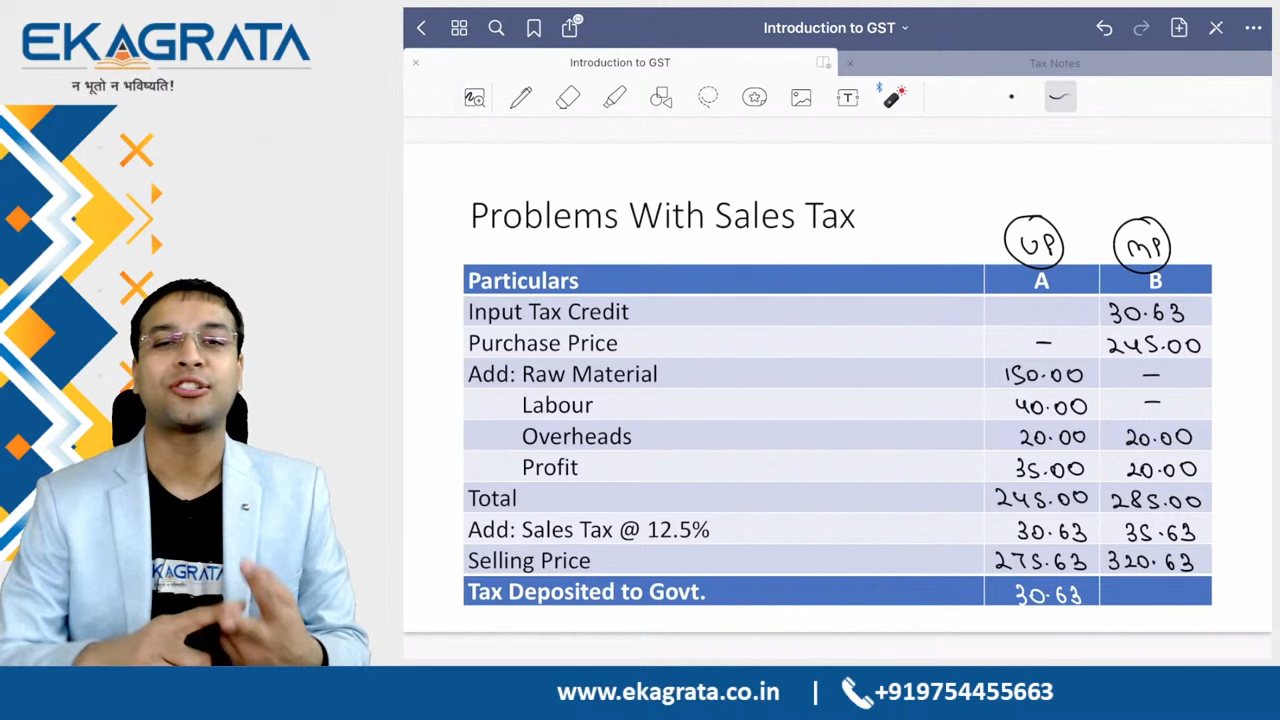 EKAGRATA
न भूतो न भविष्यति!
Introduction to GST
Introduction to GST
Tax Notes
T
Problems With Sales Tax
UP MP
Particulars A B
Input Tax Credit 30.63
Purchase Price – 245.00
Add: Raw Material 150.00 –
Labour 40.00 –
Overheads 20.00 20.00
Profit 35.00 20.00
Total 245.00 285.00
Add: Sales Tax @ 12.5% 30.63 35.63
Selling Price 275.63 320.63
Tax Deposited to Govt. 30.63
EKAGRATA
www.ekagrata.co.in | +919754455663